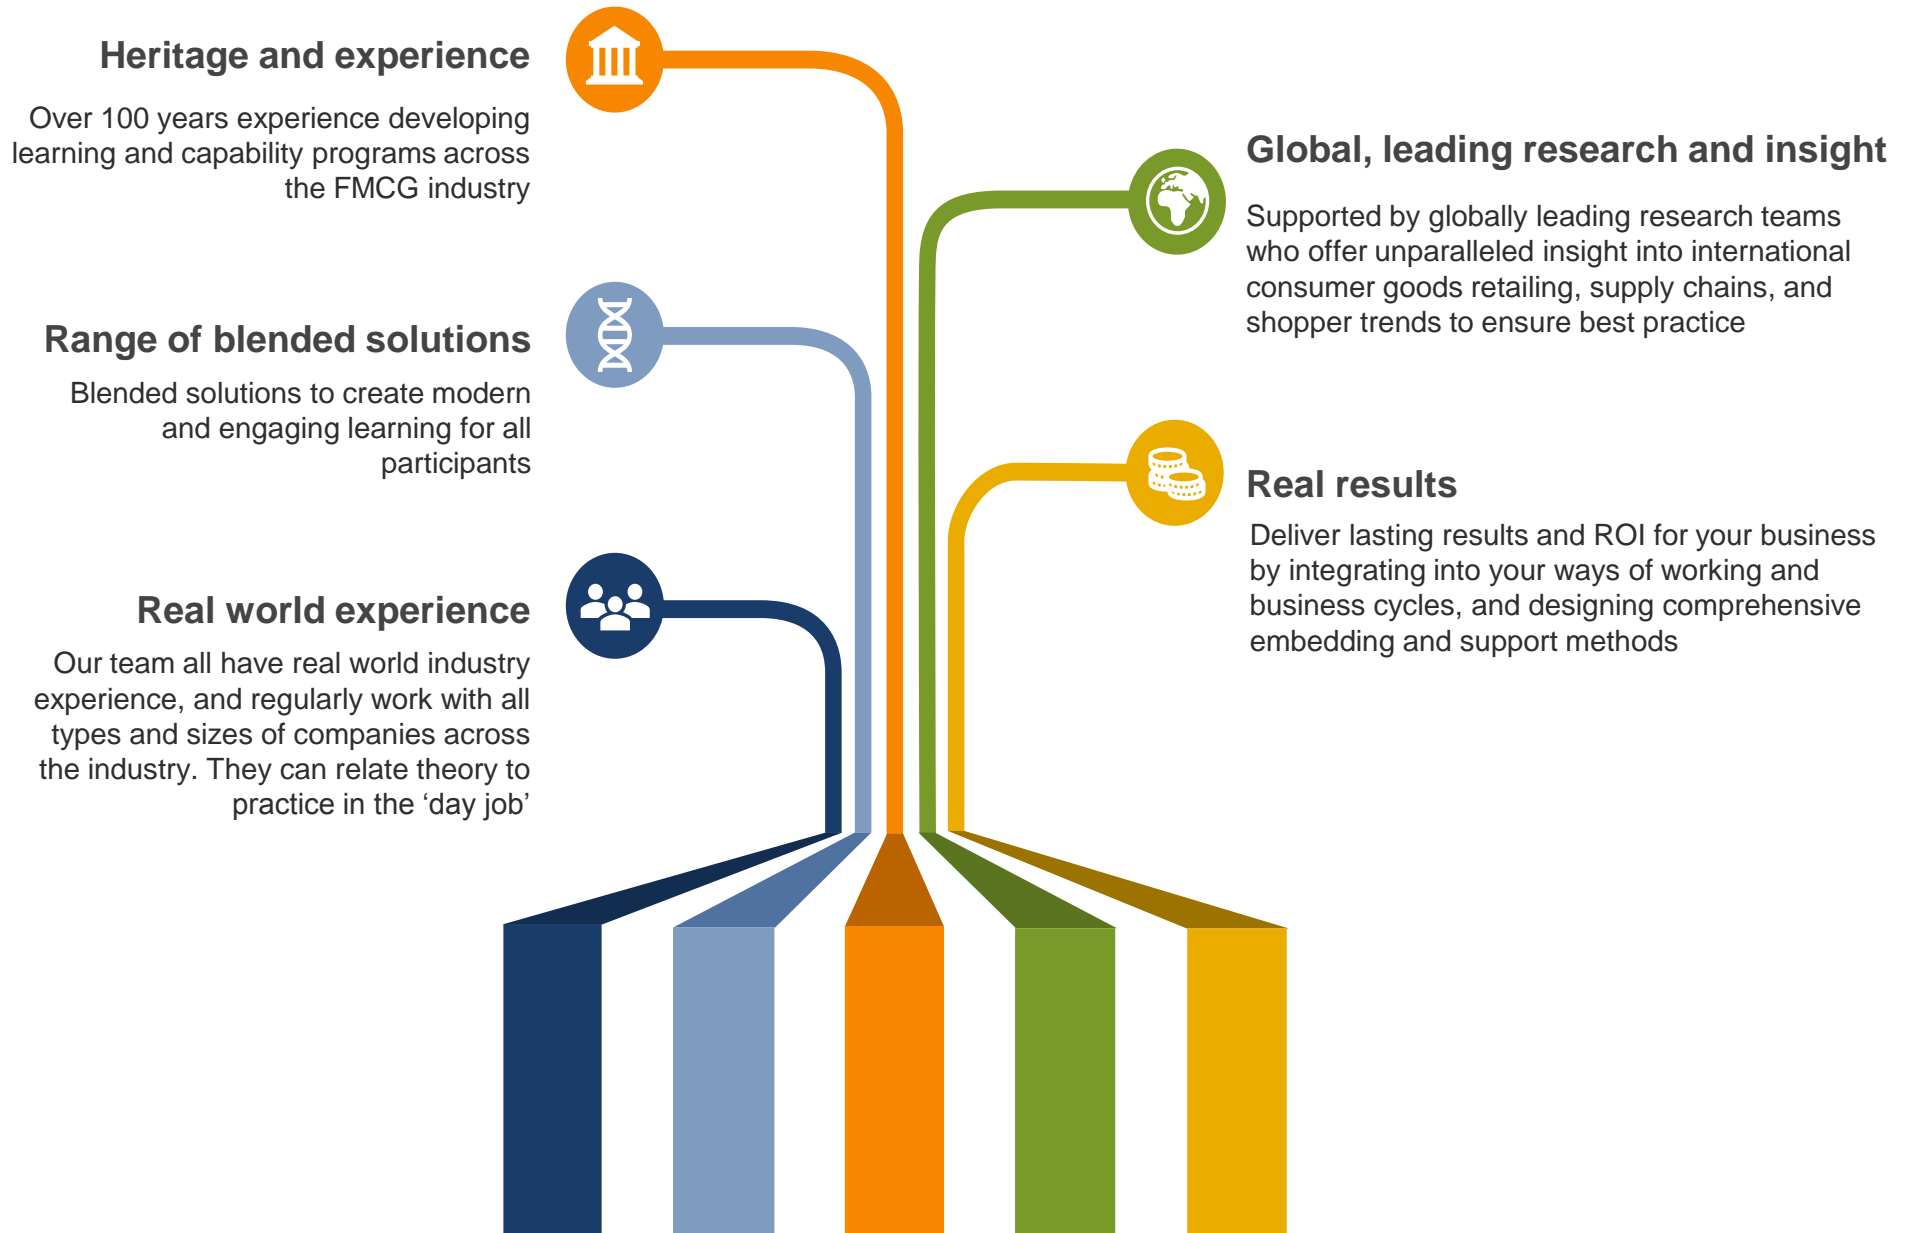 Heritage and experience
Over 100 years experience developing
learning and capability programs across
the FMCG industry
Range of blended solutions
Blended solutions to create modern
and engaging learning for all
participants
Real world experience
Our team all have real world industry
experience, and regularly work with all
types and sizes of companies across
the industry. They can relate theory to
practice in the ‘day job’
Global, leading research and insight
Supported by globally leading research teams
who offer unparalleled insight into international
consumer goods retailing, supply chains, and
shopper trends to ensure best practice
Real results
Deliver lasting results and ROI for your business
by integrating into your ways of working and
business cycles, and designing comprehensive
embedding and support methods